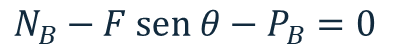 N_B − F sen θ − P_B = 0